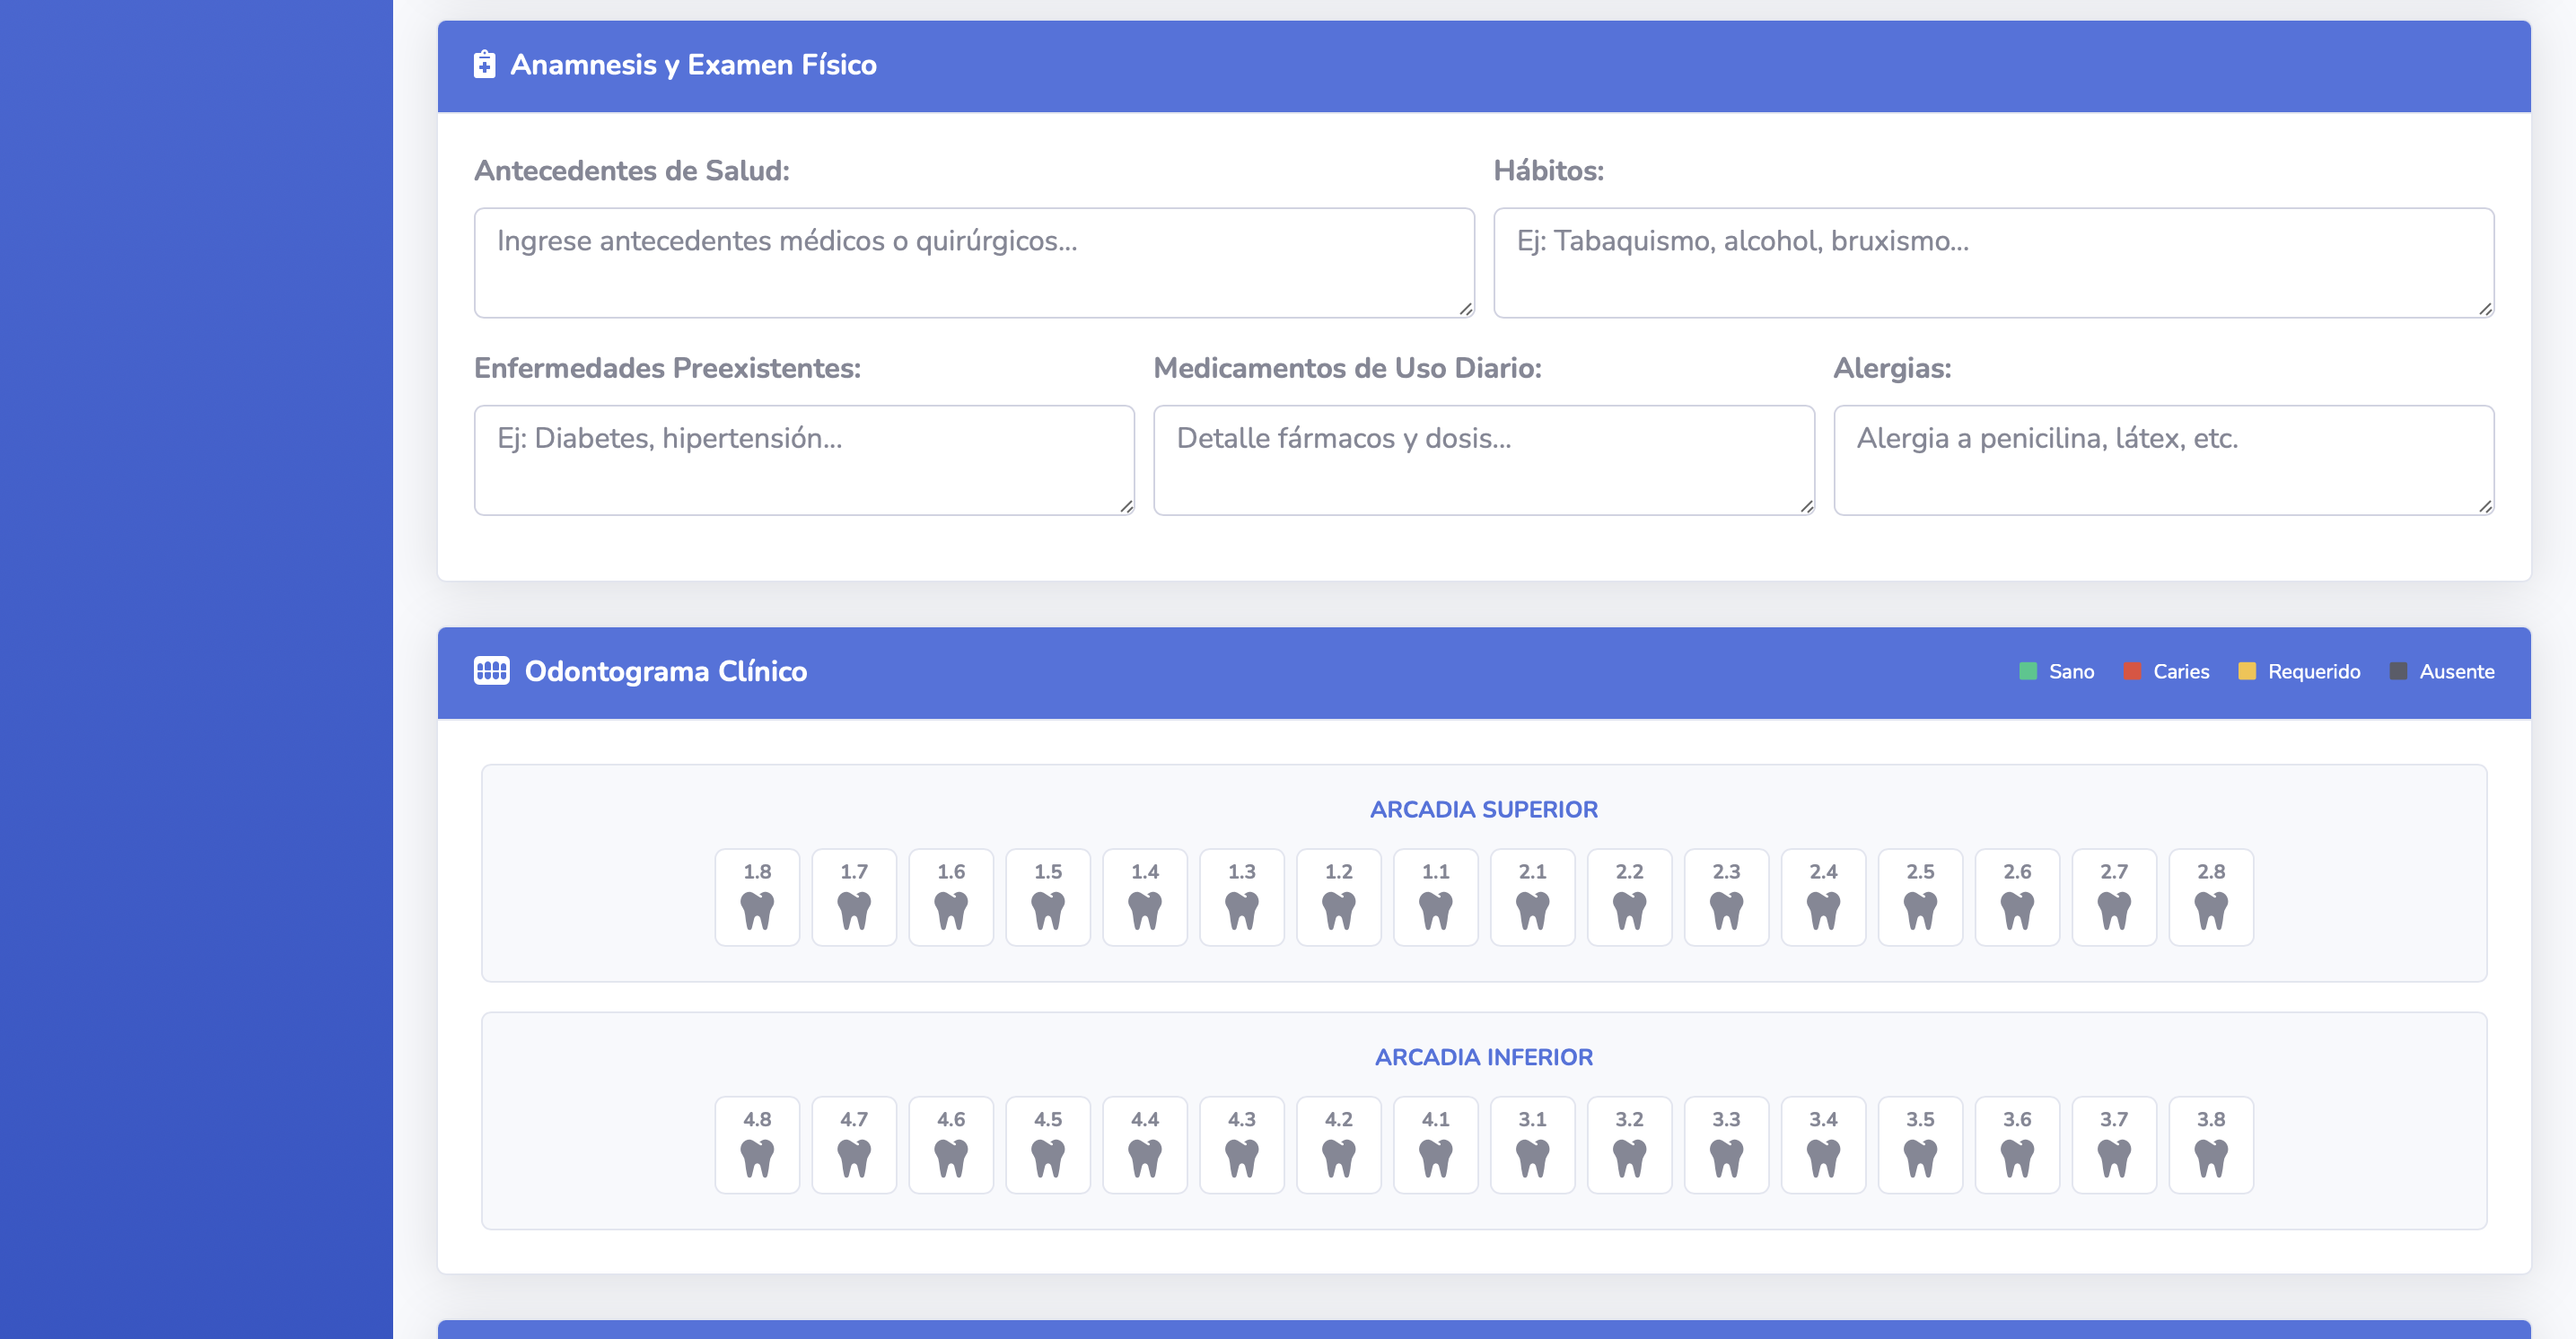 Anamnesis y Examen Físico
Antecedentes de Salud: Hábitos:
Ingrese antecedentes médicos o quirúrgicos... Ej: Tabaquismo, alcohol, bruxismo...
Enfermedades Preexistentes: Medicamentos de Uso Diario: Alergias:
Ej: Diabetes, hipertensión... Detalle fármacos y dosis... Alergia a penicilina, látex, etc.
Odontograma Clínico Sano Caries Requerido Ausente
ARCADIA SUPERIOR
1.8 1.7 1.6 1.5 1.4 1.3 1.2 1.1 2.1 2.2 2.3 2.4 2.5 2.6 2.7 2.8
ARCADIA INFERIOR
4.8 4.7 4.6 4.5 4.4 4.3 4.2 4.1 3.1 3.2 3.3 3.4 3.5 3.6 3.7 3.8